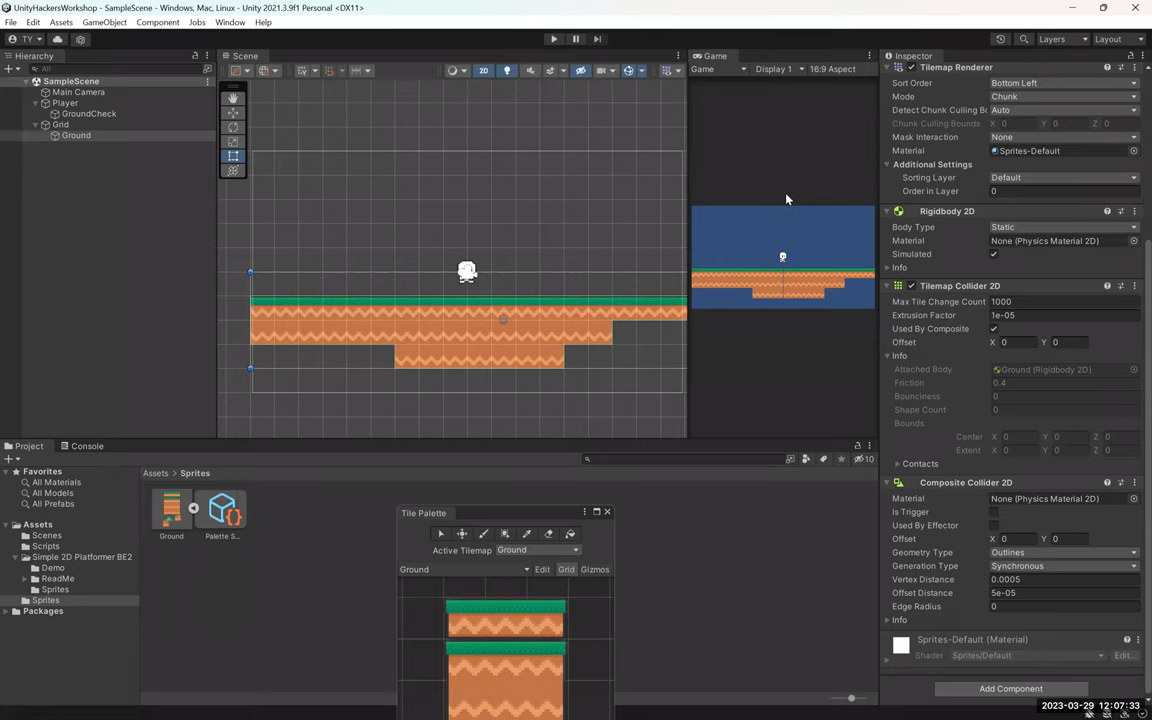 UnityHackersWorkshop - SampleScene - Windows, Mac, Linux - Unity 2021.3.9f1 Personal <DX11>
File Edit Assets GameObject Component Jobs Window Help
TY Layers Layout
Hierarchy
All
SampleScene
Main Camera
Player
GroundCheck
Grid
Ground
Scene
2D
Game
Game Display 1 16:9 Aspect
Inspector
Tilemap Renderer
Sort Order Bottom Left
Mode Chunk
Detect Chunk Culling Bo Auto
Chunk Culling Bounds X 0 Y 0 Z 0
Mask Interaction None
Material Sprites-Default
Additional Settings
Sorting Layer Default
Order in Layer 0
Rigidbody 2D
Body Type Static
Material None (Physics Material 2D)
Simulated
Info
Tilemap Collider 2D
Max Tile Change Count 1000
Extrusion Factor 1e-05
Used By Composite
Offset X 0 Y 0
Info
Attached Body Ground (Rigidbody 2D)
Friction 0.4
Bounciness 0
Shape Count 0
Bounds
Center X 0 Y 0 Z 0
Extent X 0 Y 0 Z 0
Contacts
Composite Collider 2D
Material None (Physics Material 2D)
Is Trigger
Used By Effector
Offset X 0 Y 0
Geometry Type Outlines
Generation Type Synchronous
Vertex Distance 0.0005
Offset Distance 5e-05
Edge Radius 0
Info
Sprites-Default (Material)
Shader Sprites/Default Edit...
Add Component
Project Console
10
Favorites
All Materials
All Models
All Prefabs
Assets
Scenes
Scripts
Simple 2D Platformer BE2
Demo
ReadMe
Sprites
Sprites
Packages
Assets > Sprites
Ground Palette S...
Tile Palette
Active Tilemap Ground
Ground Edit Grid Gizmos
2023-03-29 12:07:33